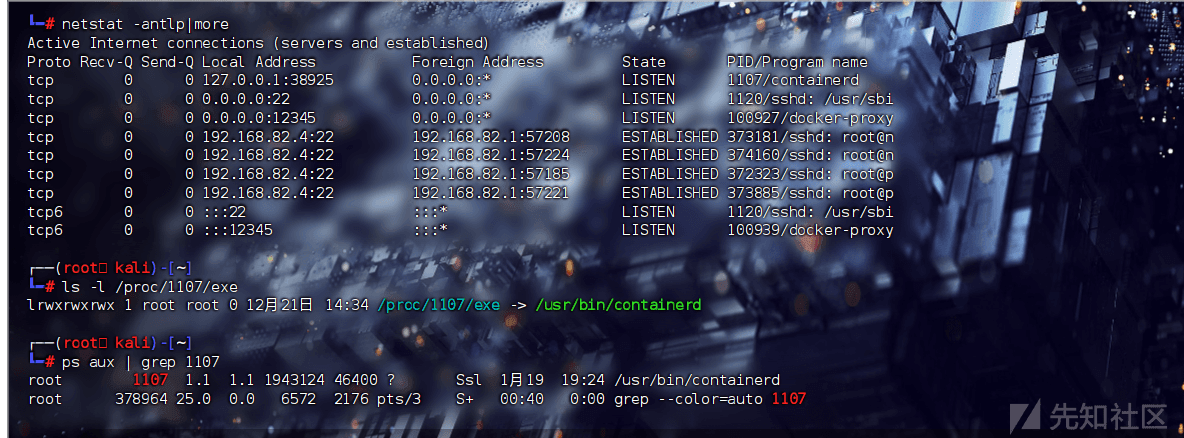 └─# netstat -antlp|more
Active Internet connections (servers and established)
Proto Recv-Q Send-Q Local Address           Foreign Address         State       PID/Program name
tcp        0      0 127.0.0.1:38925         0.0.0.0:*               LISTEN      1107/containerd
tcp        0      0 0.0.0.0:22              0.0.0.0:*               LISTEN      1120/sshd: /usr/sbi
tcp        0      0 0.0.0.0:12345           0.0.0.0:*               LISTEN      100927/docker-proxy
tcp        0      0 192.168.82.4:22         192.168.82.1:57208      ESTABLISHED 373181/sshd: root@n
tcp        0      0 192.168.82.4:22         192.168.82.1:57224      ESTABLISHED 374160/sshd: root@n
tcp        0      0 192.168.82.4:22         192.168.82.1:57185      ESTABLISHED 372323/sshd: root@p
tcp        0      0 192.168.82.4:22         192.168.82.1:57221      ESTABLISHED 373885/sshd: root@p
tcp6       0      0 :::22                   :::*                    LISTEN      1120/sshd: /usr/sbi
tcp6       0      0 :::12345                :::*                    LISTEN      100939/docker-proxy
┌──(root□ kali)-[~]
└─# ls -l /proc/1107/exe
lrwxrwxrwx 1 root root 0 12月21日 14:34 /proc/1107/exe -> /usr/bin/containerd
┌──(root□ kali)-[~]
└─# ps aux | grep 1107
root        1107  1.1  1.1 1943124 46400 ?       Ssl  1月19  19:24 /usr/bin/containerd
root      378964 25.0  0.0   6572  2176 pts/3    S+   00:40   0:00 grep --color=auto 1107
先知社区